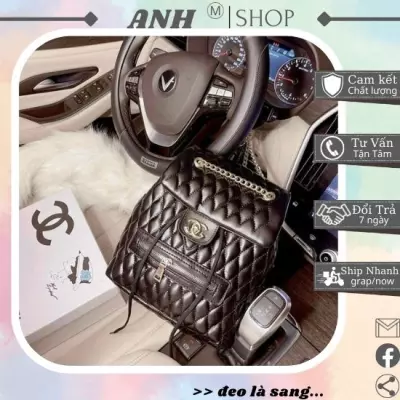 ANH Ⓜ |SHOP
Cam kết
Chất lượng
Tư Vấn
Tận Tâm
Đổi Trả
7 ngày
Ship Nhanh
grap/now
>> đeo là sang...